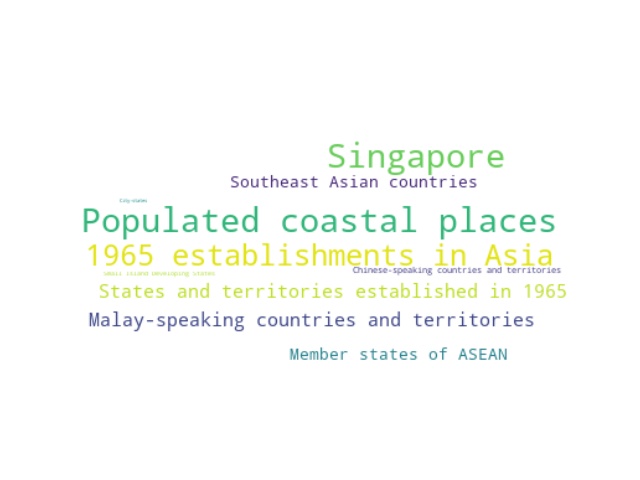 Singapore
Southeast Asian countries
City-states
Populated coastal places
1965 establishments in Asia
Chinese-speaking countries and territories
Small Island Developing States
States and territories established in 1965
Malay-speaking countries and territories
Member states of ASEAN